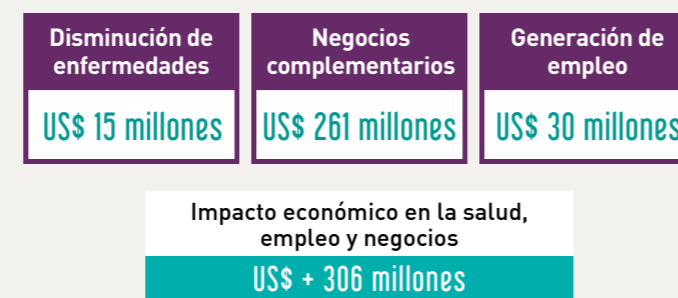 Disminución de
enfermedades
US$ 15 millones
Negocios
complementarios
US$ 261 millones
Generación de
empleo
US$ 30 millones
Impacto económico en la salud,
empleo y negocios
US$ + 306 millones